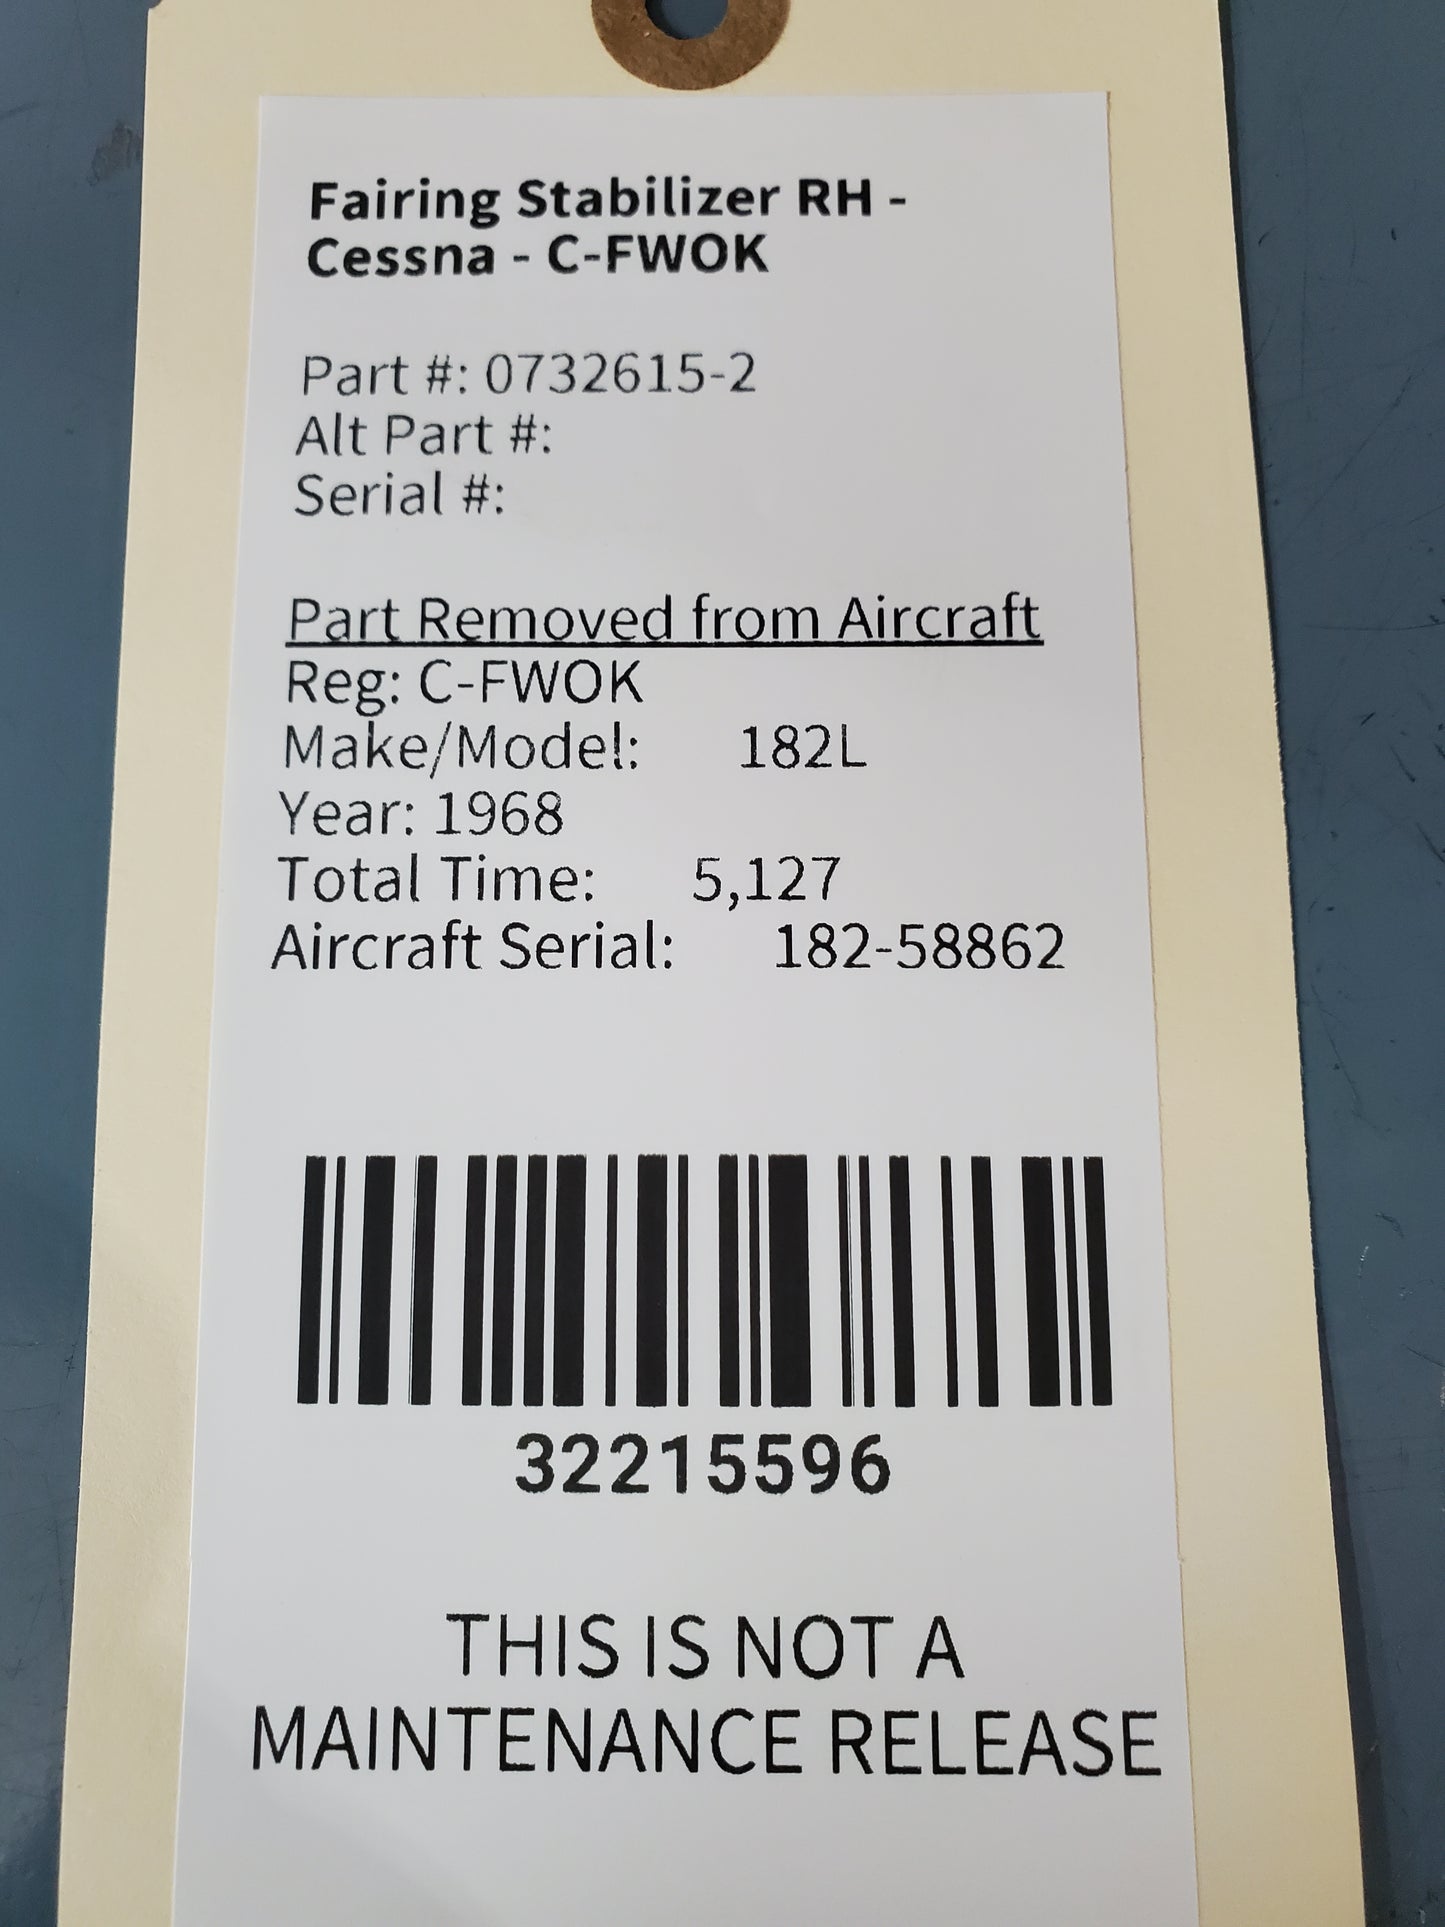 Fairing Stabilizer RH -
Cessna - C-FWOK
Part #: 0732615-2
Alt Part #:
Serial #:
Part Removed from Aircraft
Reg: C-FWOK
Make/Model: 182L
Year: 1968
Total Time: 5,127
Aircraft Serial: 182-58862
32215596
THIS IS NOT A
MAINTENANCE RELEASE